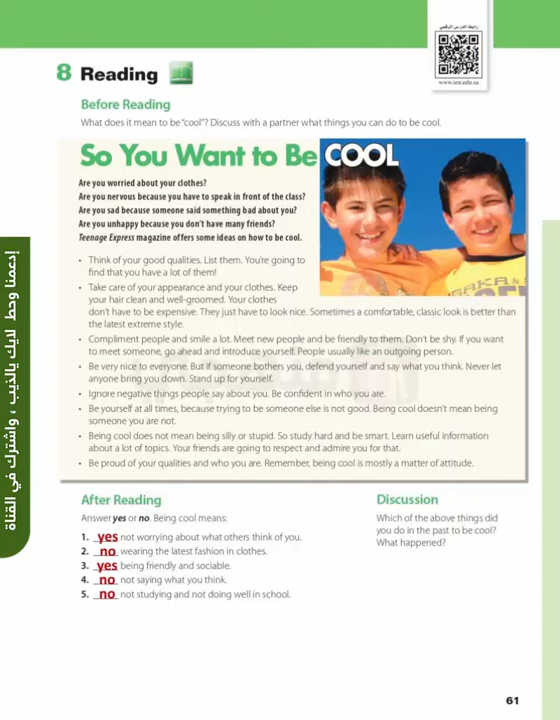 رابط الدرس الرقمي
www.ien.edu.sa
8 Reading
Before Reading
What does it mean to be "cool"? Discuss with a partner what things you can do to be cool.
So You Want to Be COOL
Are you worried about your clothes?
Are you nervous because you have to speak in front of the class?
Are you sad because someone said something bad about you?
Are you unhappy because you don't have many friends?
Teenage Express magazine offers some ideas on how to be cool.
• Think of your good qualities. List them. You're going to
find that you have a lot of them!
• Take care of your appearance and your clothes. Keep
your hair clean and well-groomed. Your clothes
don't have to be expensive. They just have to look nice. Sometimes a comfortable, classic look is better than
the latest extreme style.
• Compliment people and smile a lot. Meet new people and be friendly to them. Don't be shy. If you want
to meet someone, go ahead and introduce yourself. People usually like an outgoing person.
• Be very nice to everyone. But if someone bothers you, defend yourself and say what you think. Never let
anyone bring you down. Stand up for yourself.
• Ignore negative things people say about you. Be confident in who you are.
• Be yourself at all times, because trying to be someone else is not good. Being cool doesn't mean being
someone you are not.
• Being cool does not mean being silly or stupid. So study hard and be smart. Learn useful information
about a lot of topics. Your friends are going to respect and admire you for that.
• Be proud of your qualities and who you are. Remember, being cool is mostly a matter of attitude.
After Reading
Answer yes or no. Being cool means:
1. yes not worrying about what others think of you.
2. no wearing the latest fashion in clothes.
3. yes being friendly and sociable.
4. no not saying what you think.
5. no not studying and not doing well in school.
Discussion
Which of the above things did
you do in the past to be cool?
What happened?
إدعمنا وحط لايك يالذيب ، واشترك في القناة
61